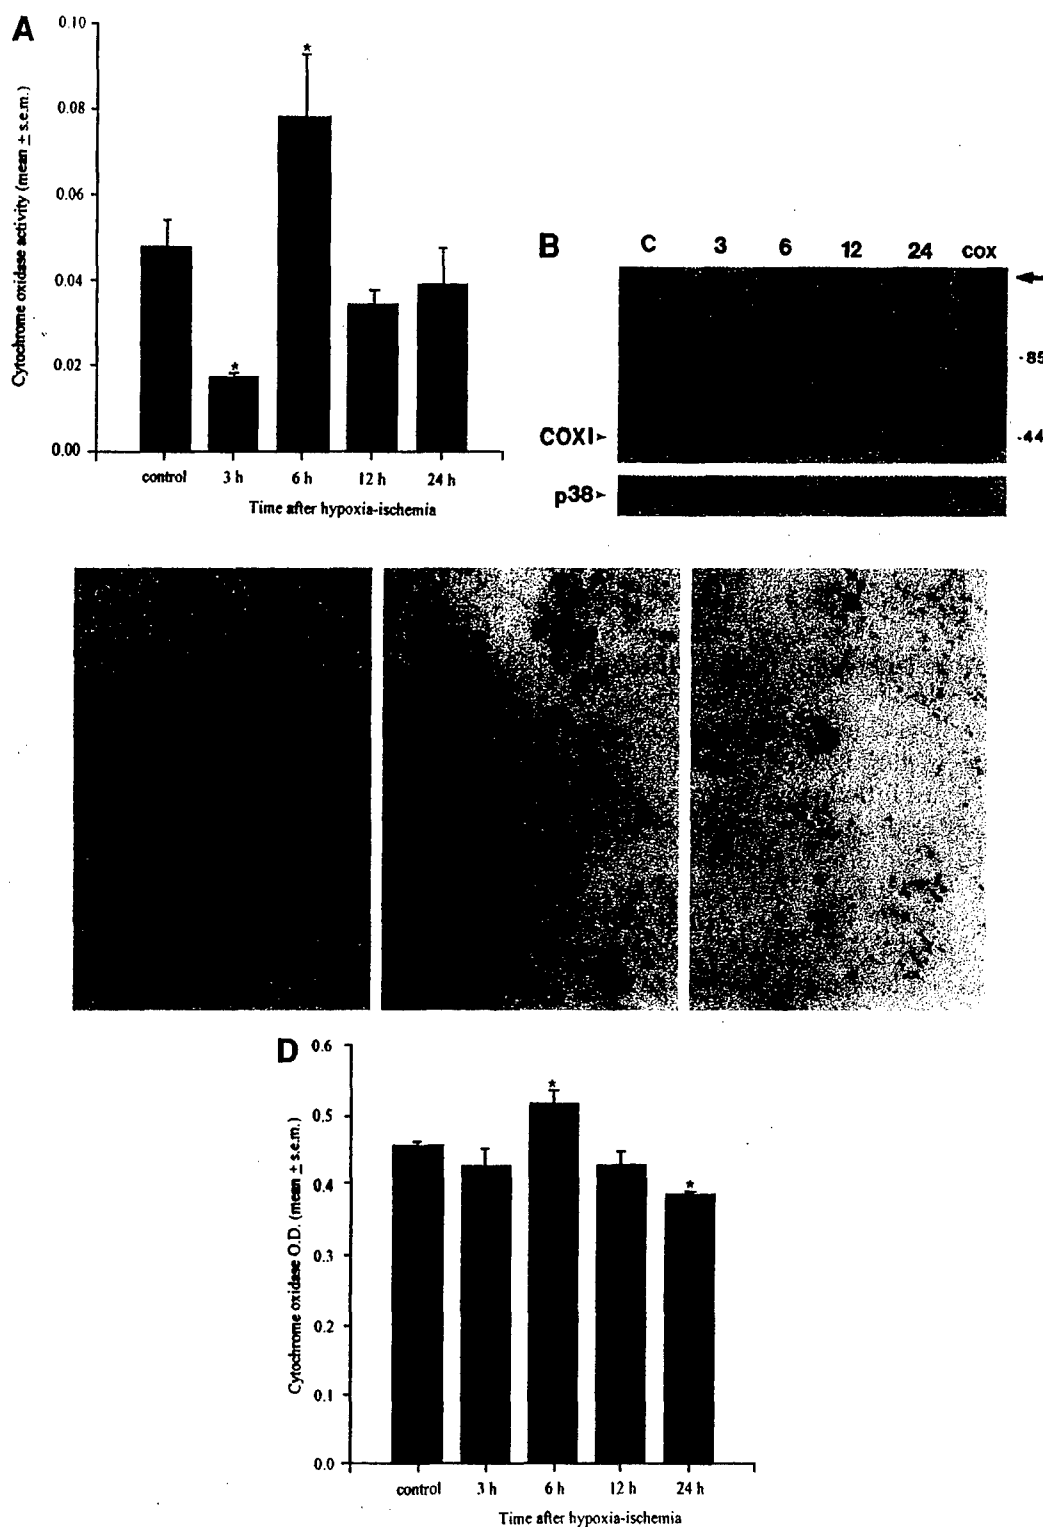 A
Cytochrome oxidase activity (mean ± s.e.m.)
0.10
0.08
0.06
0.04
0.02
0.00
*
*
control 3 h 6 h 12 h 24 h
Time after hypoxia-ischemia
B
C 3 6 12 24 cox
-85
COXI
-44
p38
D
Cytochrome oxidase O.D. (mean ± s.e.m.)
0.6
0.5
0.4
0.3
0.2
0.1
0.0
*
*
control 3 h 6 h 12 h 24 h
Time after hypoxia-ischemia